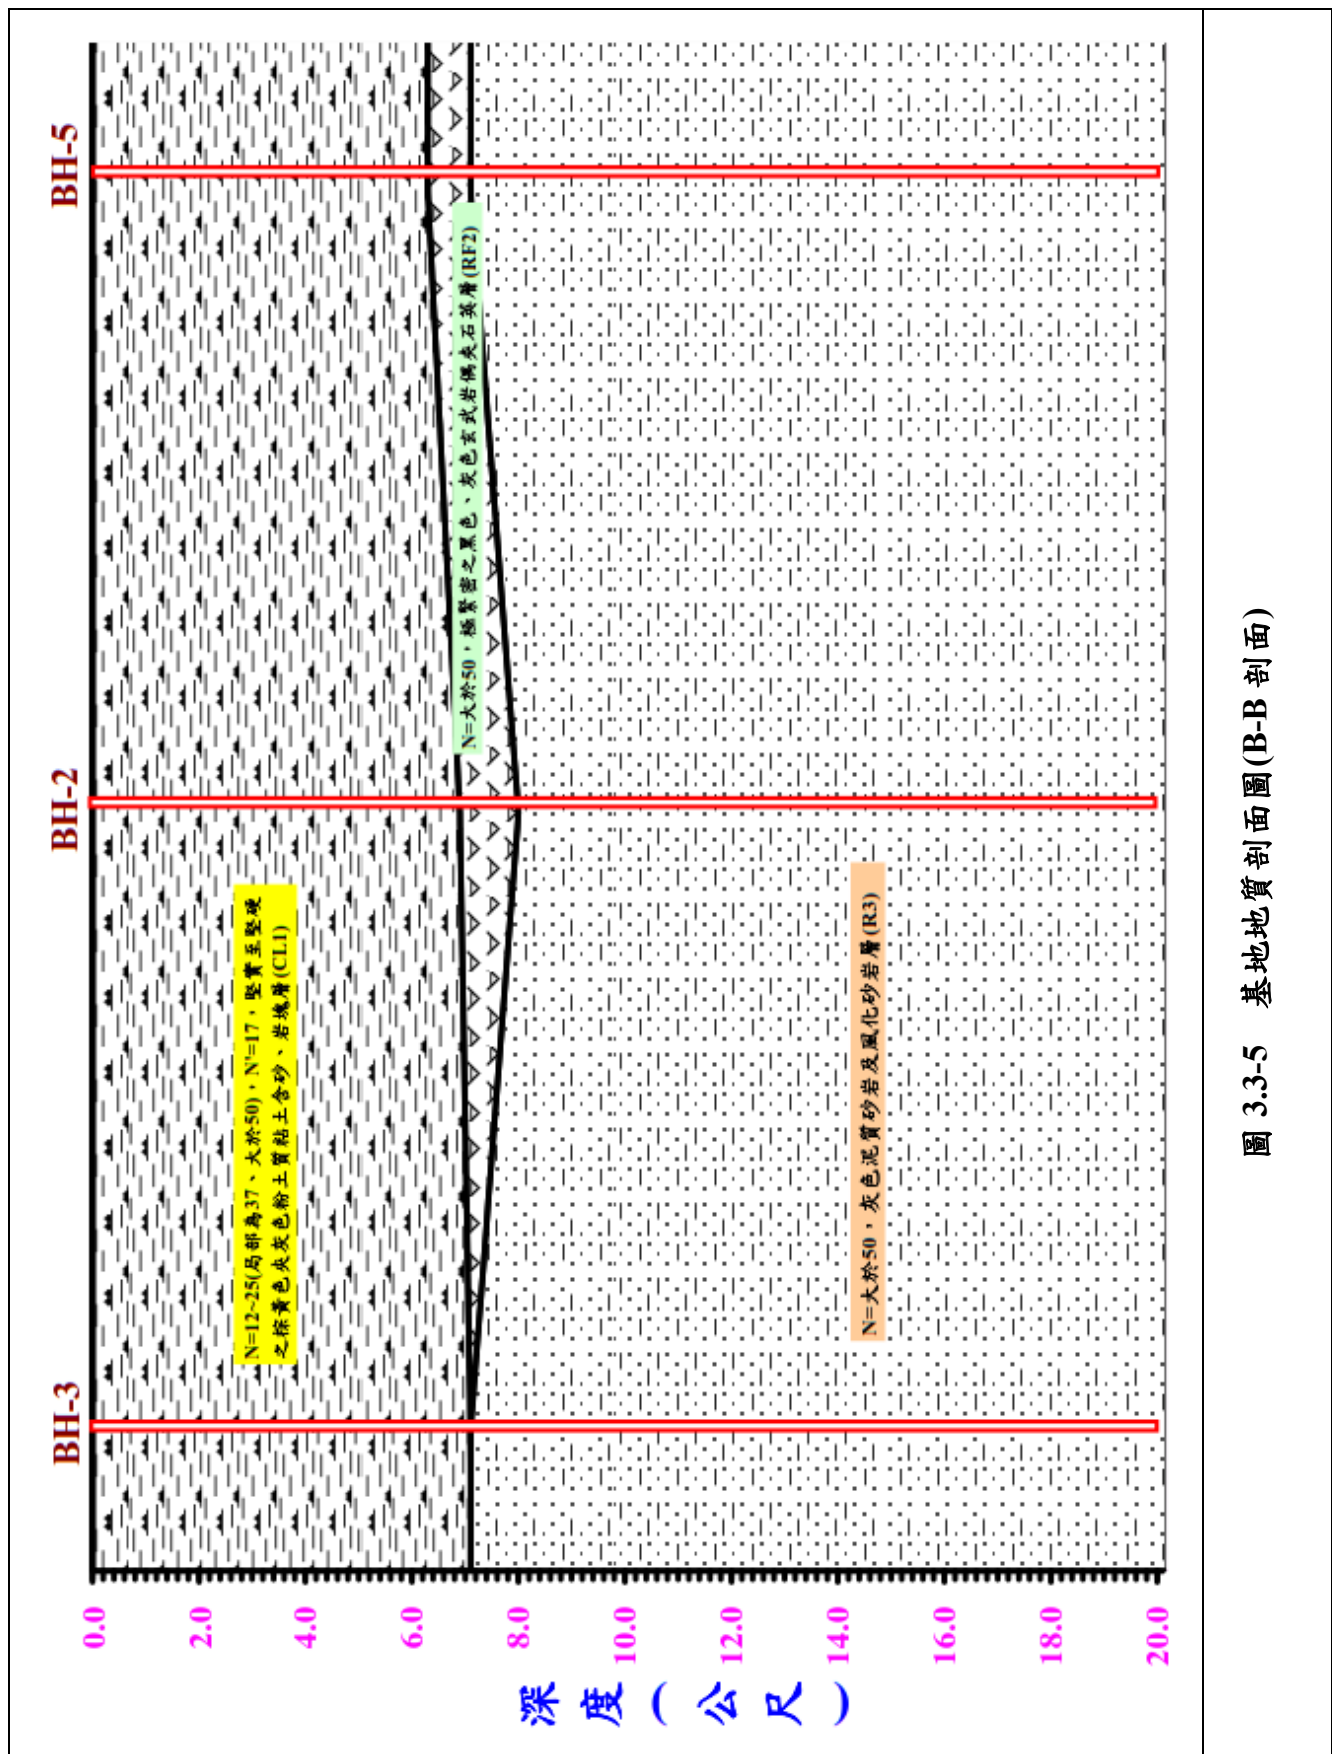 BH-3
BH-2
BH-5
深度(公尺)
0.0
2.0
4.0
6.0
8.0
10.0
12.0
14.0
16.0
18.0
20.0
N=12~25(局部為37、大於50),N'=17,堅實至堅硬
之棕黃色夾灰色粉土質粘土含砂、岩塊層(CL1)
N=大於50,極緊密之黑色、灰色玄武岩偶夾石英層(RF2)
N=大於50,灰色泥質砂岩及風化砂岩層(R3)
圖 3.3-5 基地地質剖面圖(B-B 剖面)